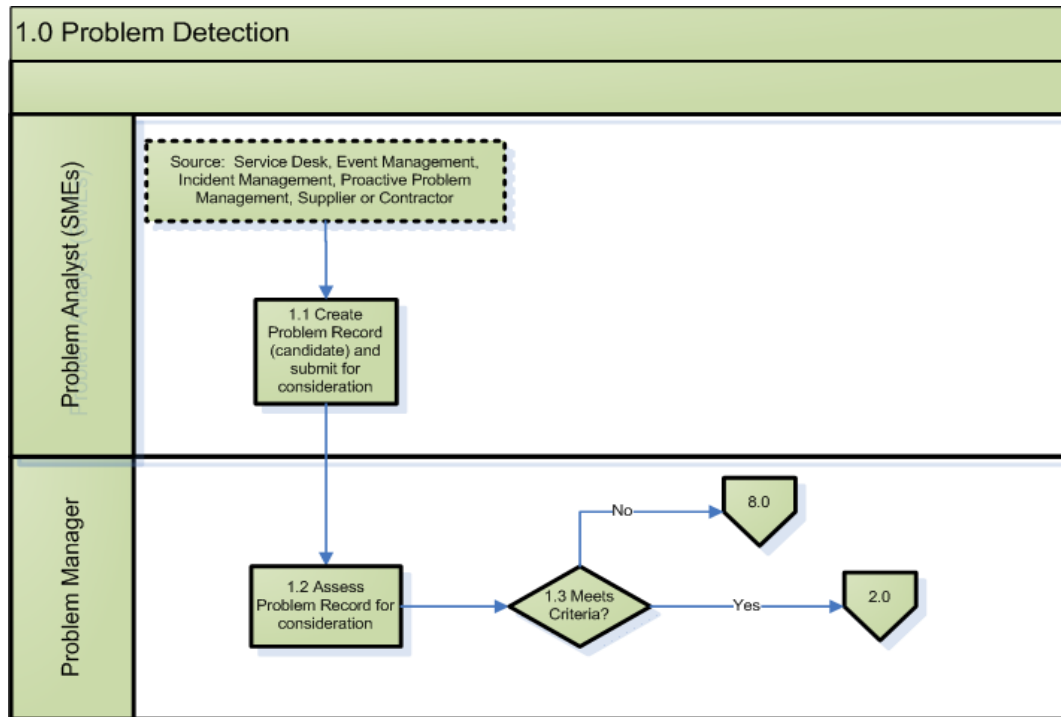 1.0 Problem Detection
Problem Analyst (SMEs)
Source:  Service Desk, Event Management,
Incident Management, Proactive Problem
Management, Supplier or Contractor
1.1 Create
Problem Record
(candidate) and
submit for
consideration
Problem Manager
1.2 Assess
Problem Record for
consideration
1.3 Meets
Criteria?
No
8.0
Yes
2.0